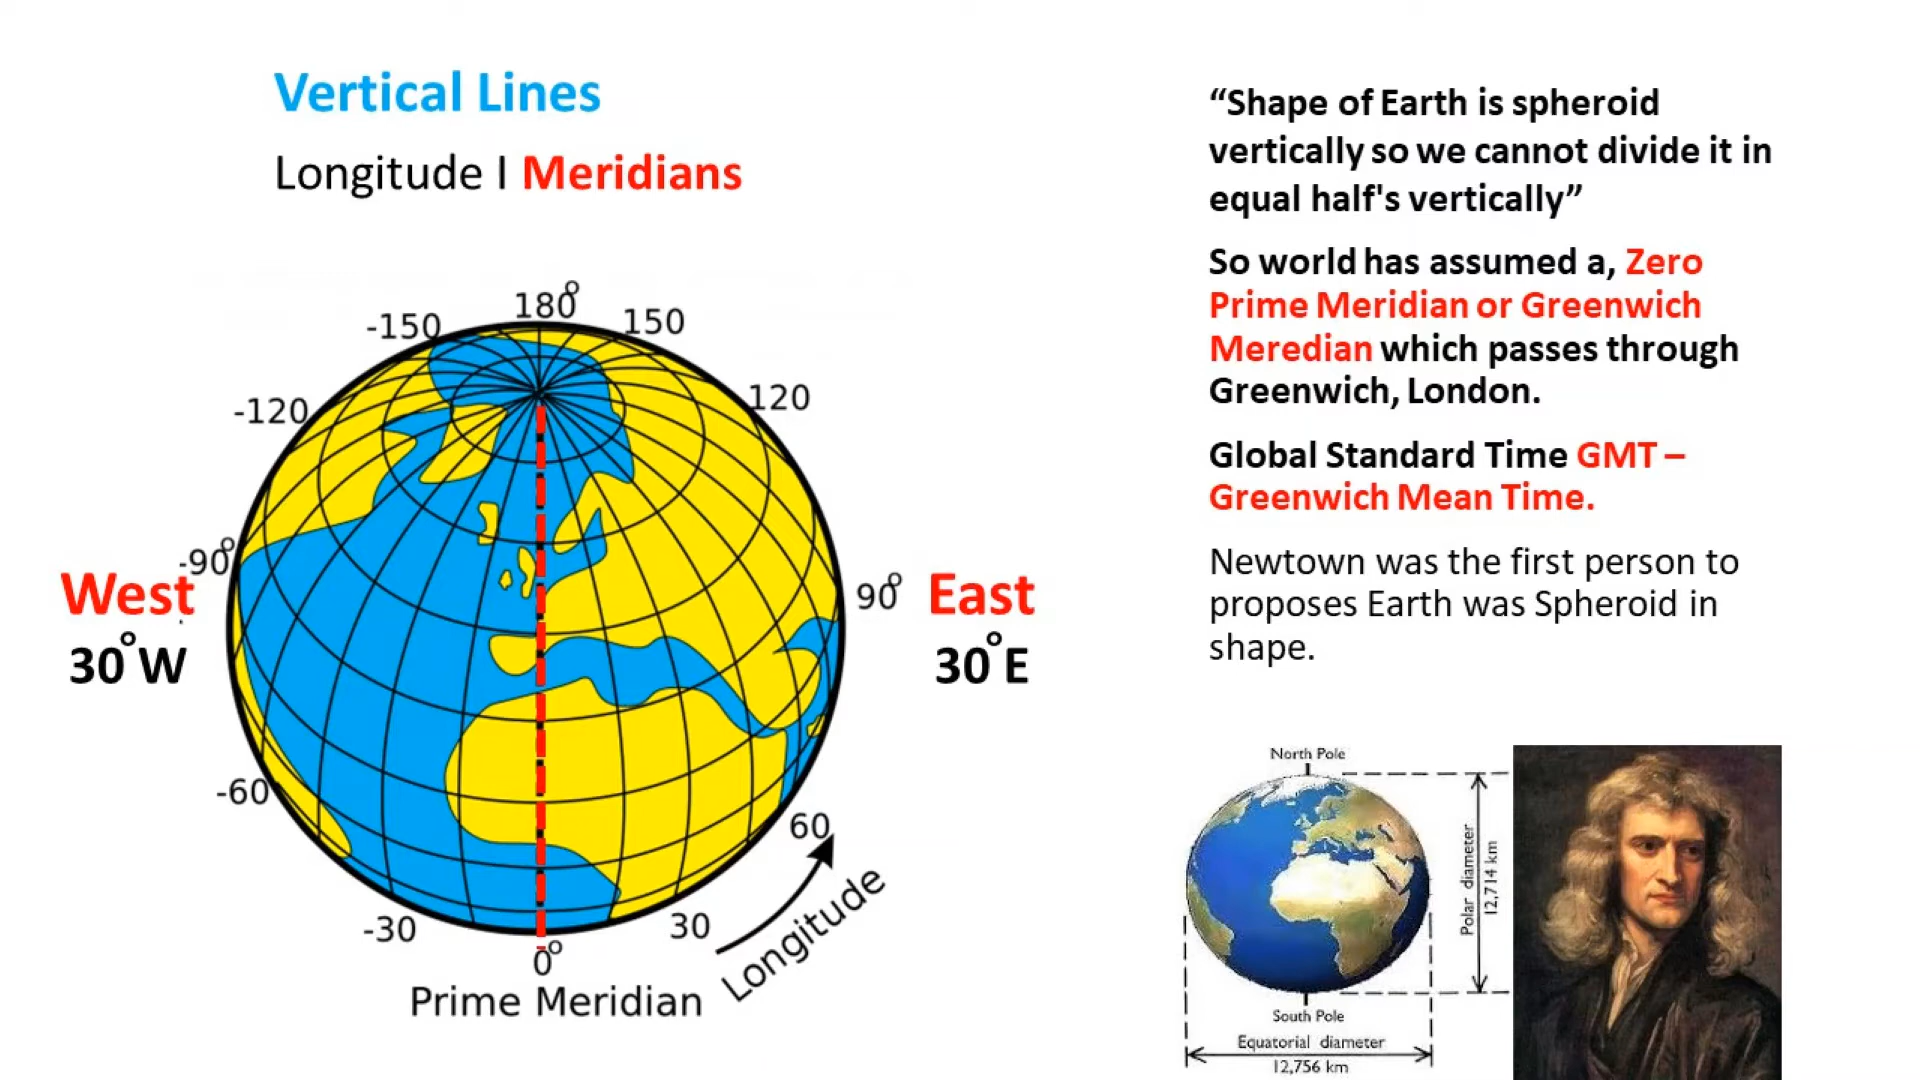 Vertical Lines
Longitude I Meridians
“Shape of Earth is spheroid
vertically so we cannot divide it in
equal half's vertically”
So world has assumed a, Zero
Prime Meridian or Greenwich
Meredian which passes through
Greenwich, London.
Global Standard Time GMT –
Greenwich Mean Time.
Newtown was the first person to
proposes Earth was Spheroid in
shape.
180°
-150
150
-120
120
-90°
90°
West
30°W
East
30°E
-60
60
-30
30
0°
Prime Meridian
Longitude
North Pole
Polar diameter
12,714 km
South Pole
Equatorial diameter
12,756 km